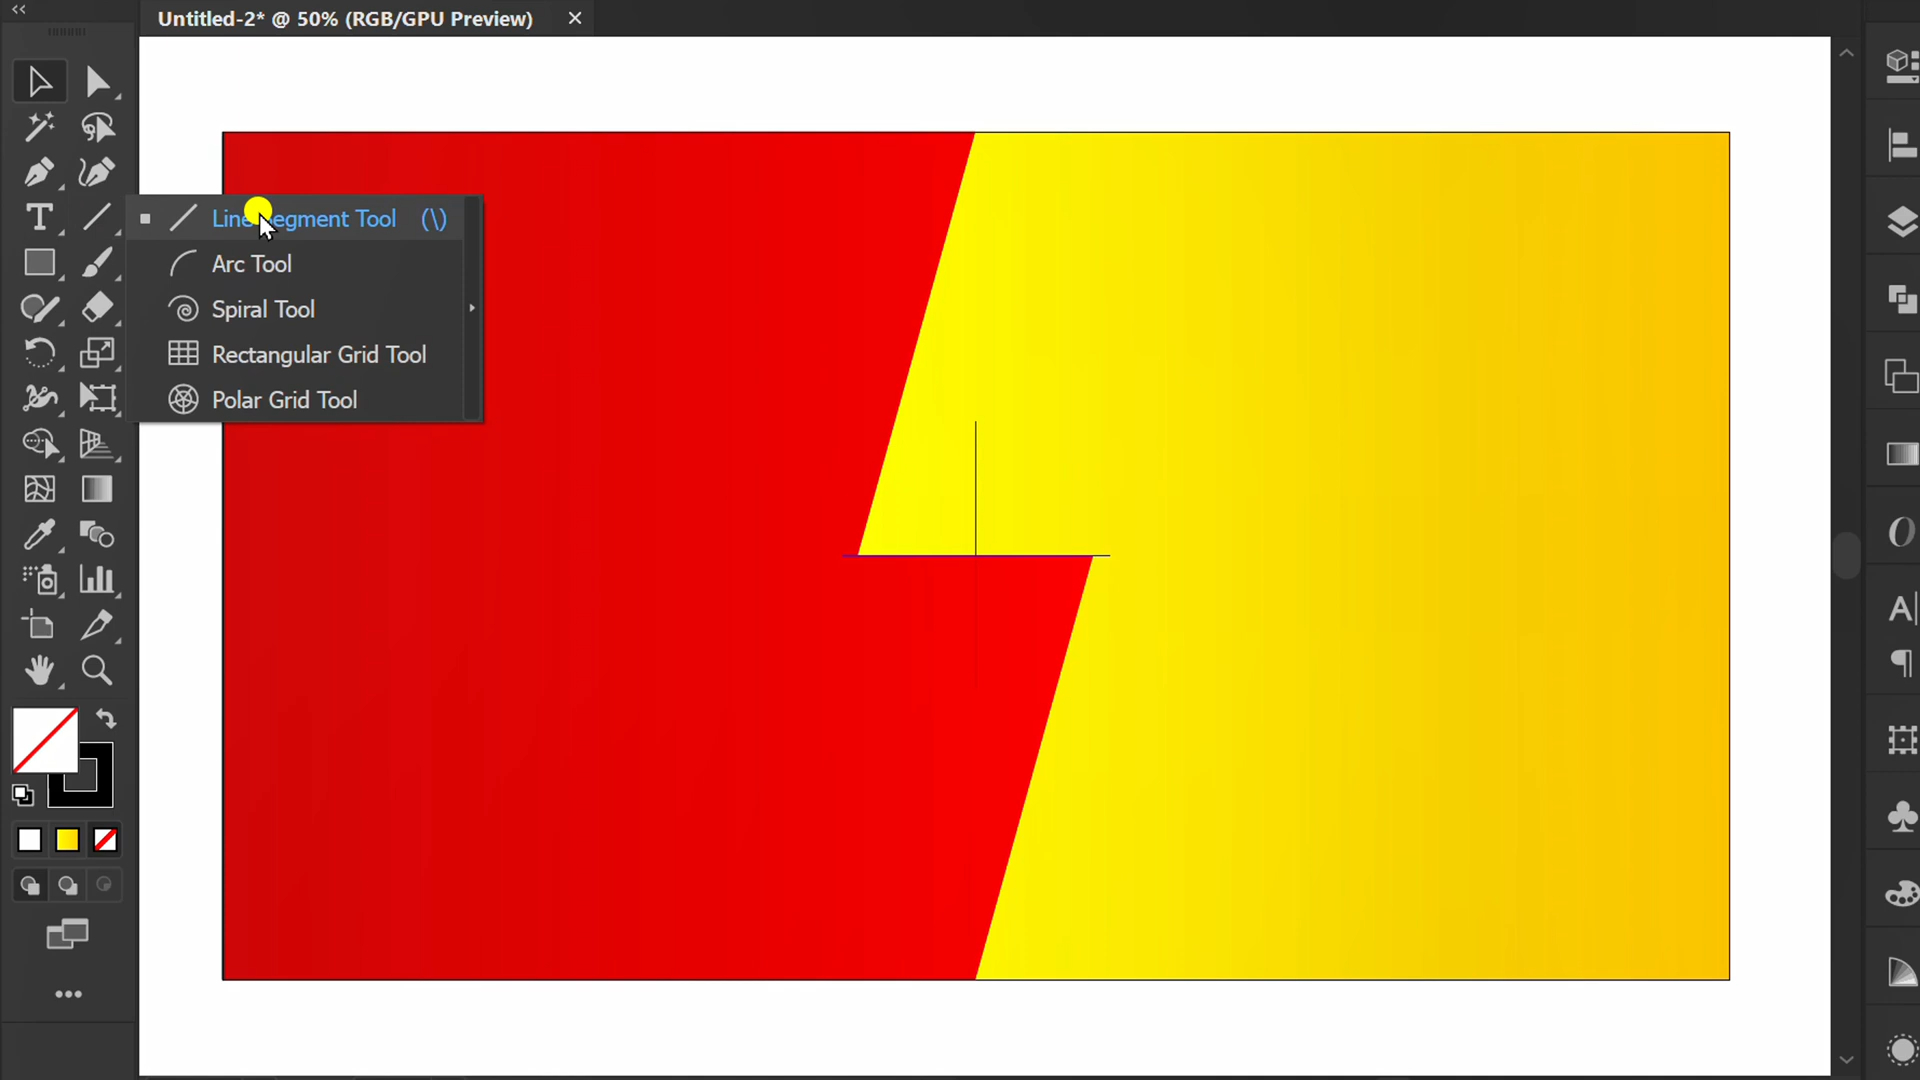 Untitled-2* @ 50% (RGB/GPU Preview)
Line Segment Tool (\)
Arc Tool
Spiral Tool
Rectangular Grid Tool
Polar Grid Tool